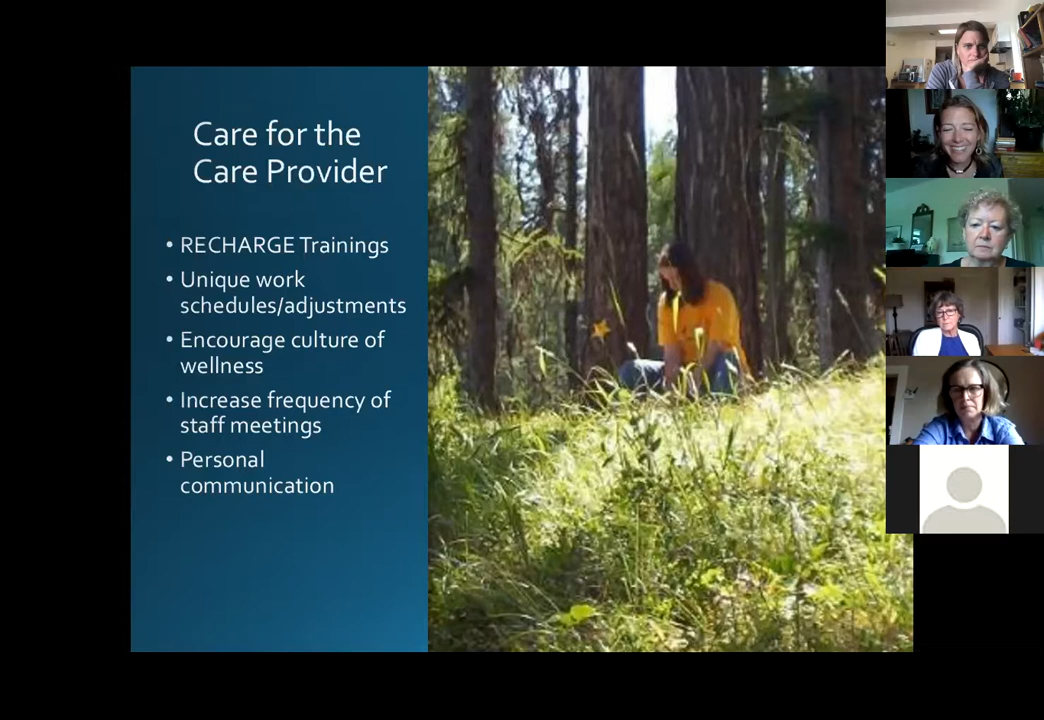 Care for the
Care Provider
• RECHARGE Trainings
• Unique work
schedules/adjustments
• Encourage culture of
wellness
• Increase frequency of
staff meetings
• Personal
communication